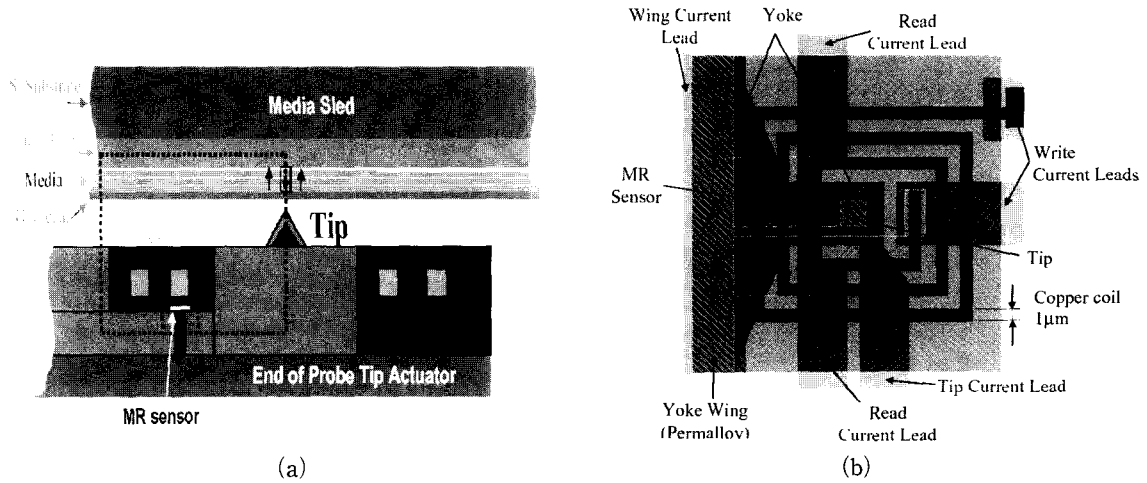 Media Sled
Media
Tip
End of Probe Tip Actuator
MR sensor
(a)
Wing Current
Lead
Yoke
Read
Current Lead
MR
Sensor
Write
Current Leads
Tip
Copper coil
1μm
Tip Current Lead
Yoke Wing
(Permalloy)
Read
Current Lead
(b)